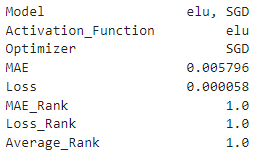 Model elu, SGD
Activation_Function elu
Optimizer SGD
MAE 0.005796
Loss 0.000058
MAE_Rank 1.0
Loss_Rank 1.0
Average_Rank 1.0